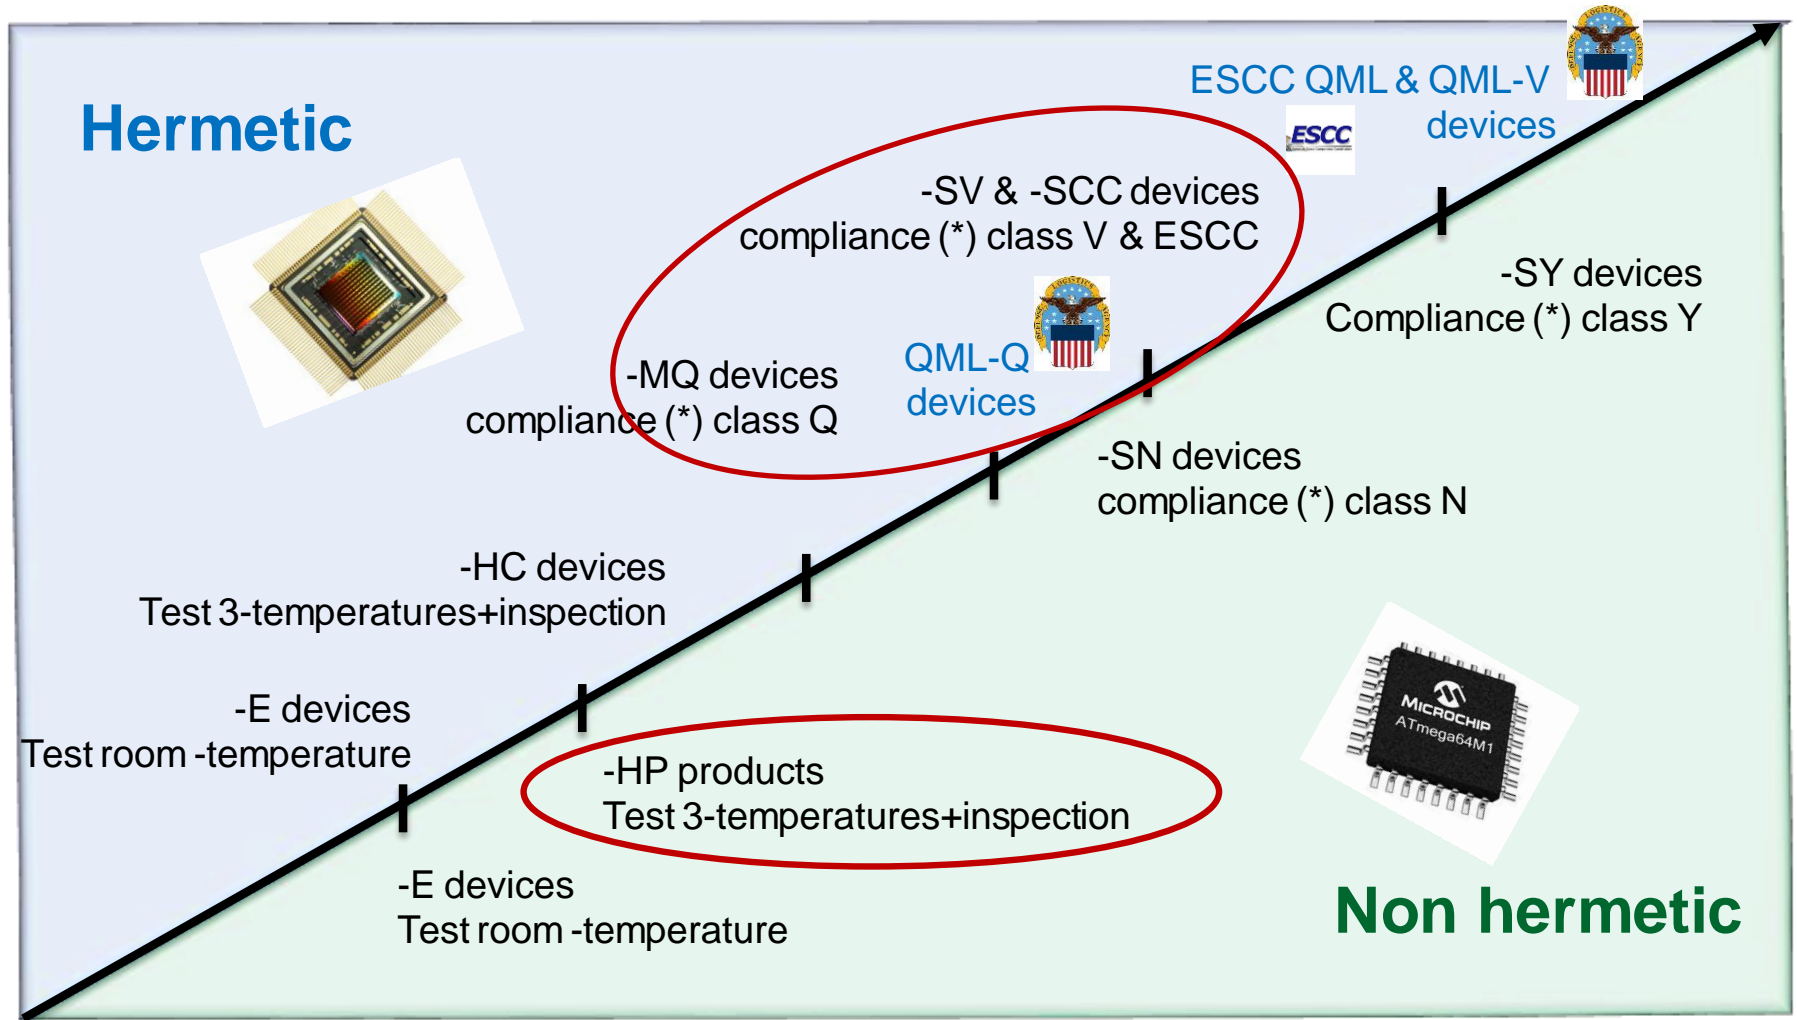 Hermetic
ESCC QML & QML-V
devices
ESCC
-SV & -SCC devices
compliance (*) class V & ESCC
-SY devices
Compliance (*) class Y
QML-Q
devices
-MQ devices
compliance (*) class Q
-SN devices
compliance (*) class N
-HC devices
Test 3-temperatures+inspection
-E devices
Test room -temperature
-HP products
Test 3-temperatures+inspection
MICROCHIP
ATmega64M1
-E devices
Test room -temperature
Non hermetic